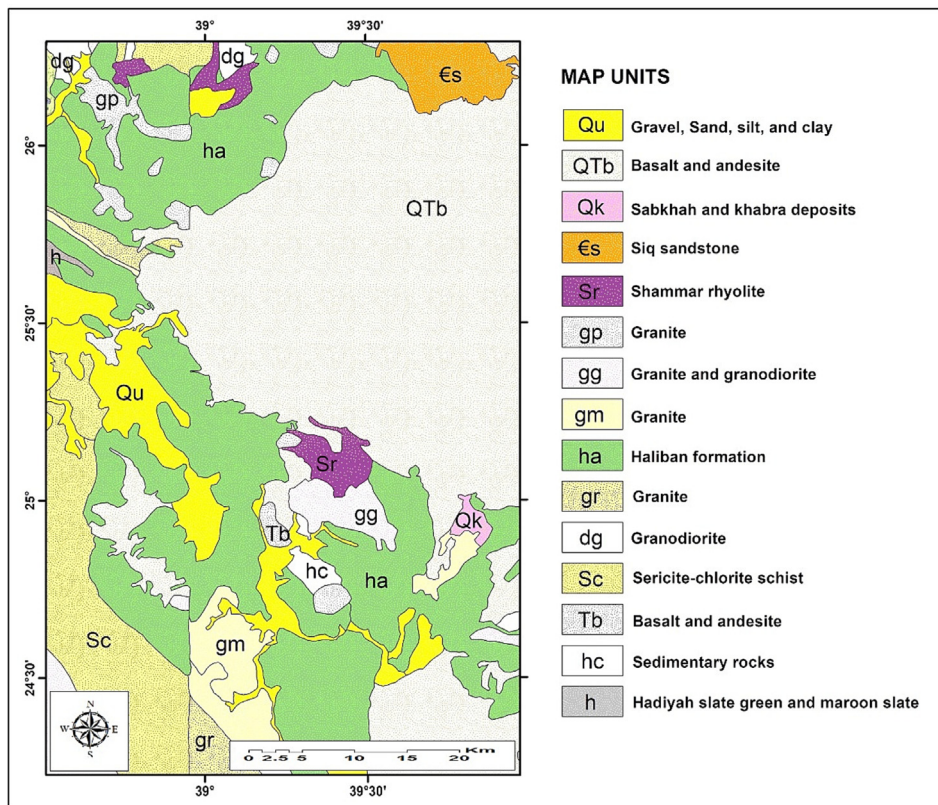 39°
39°30'
26°
25°30'
25°
24°30'
dg
dg
€s
gp
ha
QTb
h
Qu
Sr
gg
Qk
Tb
hc
ha
Sc
gm
gr
N
W E
S
Km
0 2.5 5 10 15 20
39°
39°30'
MAP UNITS
Qu Gravel, Sand, silt, and clay
QTb Basalt and andesite
Qk Sabkhah and khabra deposits
€s Siq sandstone
Sr Shammar rhyolite
gp Granite
gg Granite and granodiorite
gm Granite
ha Haliban formation
gr Granite
dg Granodiorite
Sc Sericite-chlorite schist
Tb Basalt and andesite
hc Sedimentary rocks
h Hadiyah slate green and maroon slate